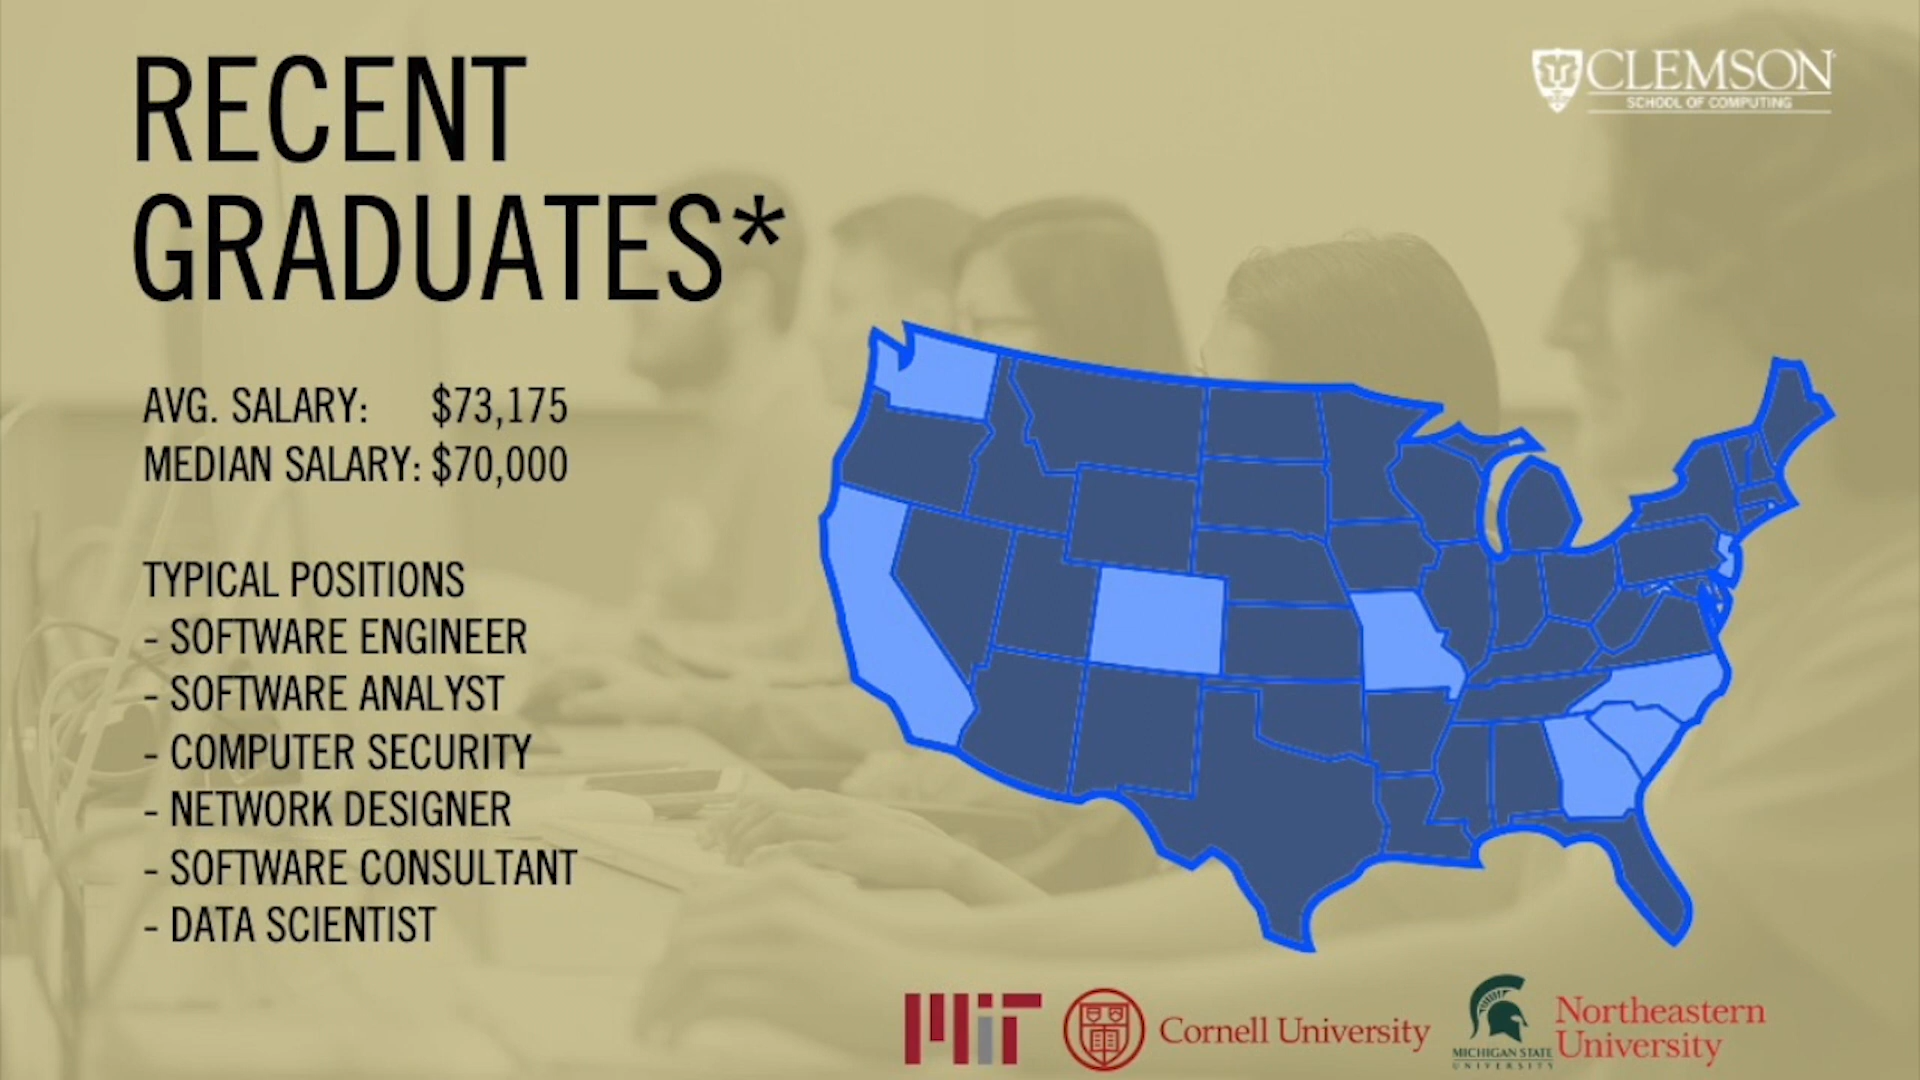 RECENT
GRADUATES*
CLEMSON
SCHOOL OF COMPUTING
AVG. SALARY: $73,175
MEDIAN SALARY: $70,000
TYPICAL POSITIONS
- SOFTWARE ENGINEER
- SOFTWARE ANALYST
- COMPUTER SECURITY
- NETWORK DESIGNER
- SOFTWARE CONSULTANT
- DATA SCIENTIST
MIT
Cornell University
MICHIGAN STATE
UNIVERSITY
Northeastern
University